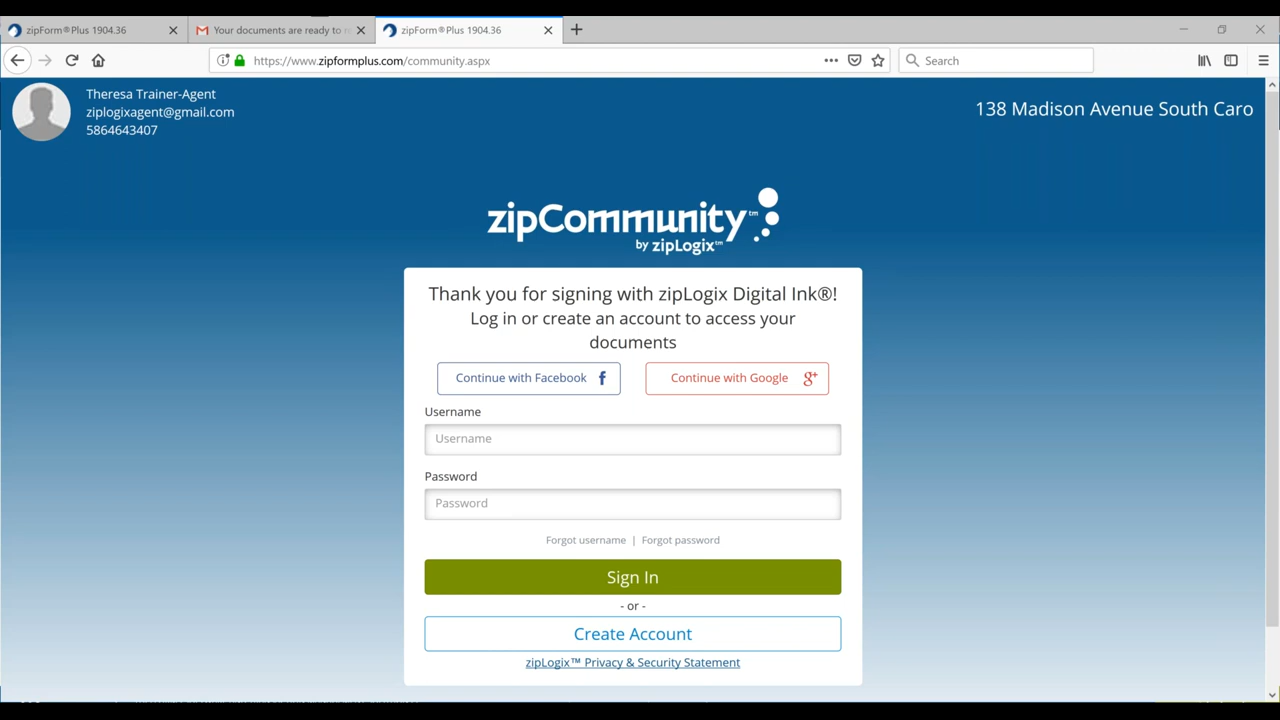 zipForm®Plus 1904.36
Your documents are ready to
zipForm®Plus 1904.36
https://www.zipformplus.com/community.aspx
Search
Theresa Trainer-Agent
ziplogixagent@gmail.com
5864643407
138 Madison Avenue South Caro
zipCommunity™
by zipLogix™
Thank you for signing with zipLogix Digital Ink®!
Log in or create an account to access your
documents
Continue with Facebook f
Continue with Google g+
Username
Username
Password
Password
Forgot username | Forgot password
Sign In
- or -
Create Account
zipLogix™ Privacy & Security Statement